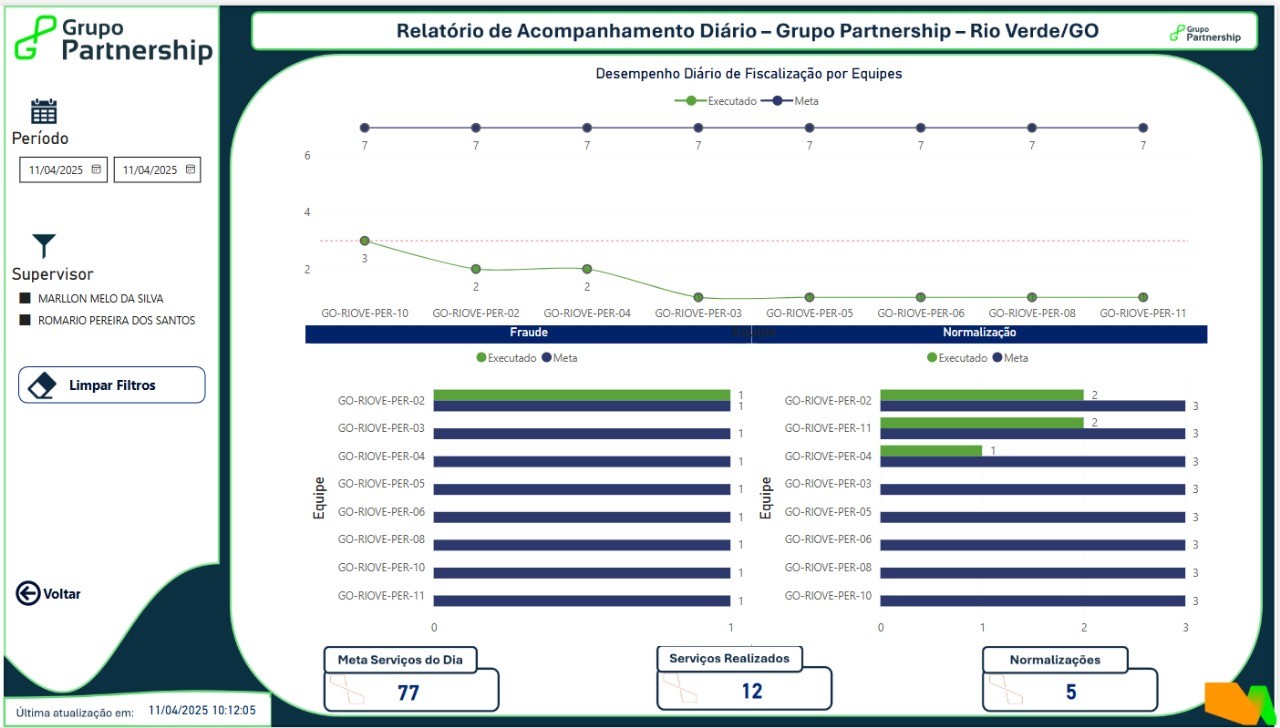 Grupo
Partnership
Relatório de Acompanhamento Diário – Grupo Partnership – Rio Verde/GO
Grupo
Partnership
Período
11/04/2025 11/04/2025
Supervisor
MARLLON MELO DA SILVA
ROMARIO PEREIRA DOS SANTOS
Limpar Filtros
Voltar
Última atualização em: 11/04/2025 10:12:05
Desempenho Diário de Fiscalização por Equipes
Executado Meta
7 7 7 7 7 7 7 7
6
4
2
3 2 2
GO-RIOVE-PER-10 GO-RIOVE-PER-02 GO-RIOVE-PER-04 GO-RIOVE-PER-03 GO-RIOVE-PER-05 GO-RIOVE-PER-06 GO-RIOVE-PER-08 GO-RIOVE-PER-11
Fraude
Executado Meta
Equipe
GO-RIOVE-PER-02 1
1
GO-RIOVE-PER-03 1
GO-RIOVE-PER-04 1
GO-RIOVE-PER-05 1
GO-RIOVE-PER-06 1
GO-RIOVE-PER-08 1
GO-RIOVE-PER-10 1
GO-RIOVE-PER-11 1
0 1
Normalização
Executado Meta
Equipe
GO-RIOVE-PER-02 2
3
GO-RIOVE-PER-11 2
3
GO-RIOVE-PER-04 1
3
GO-RIOVE-PER-03 3
GO-RIOVE-PER-05 3
GO-RIOVE-PER-06 3
GO-RIOVE-PER-08 3
GO-RIOVE-PER-10 3
0 1 2 3
Meta Serviços do Dia
77
Serviços Realizados
12
Normalizações
5